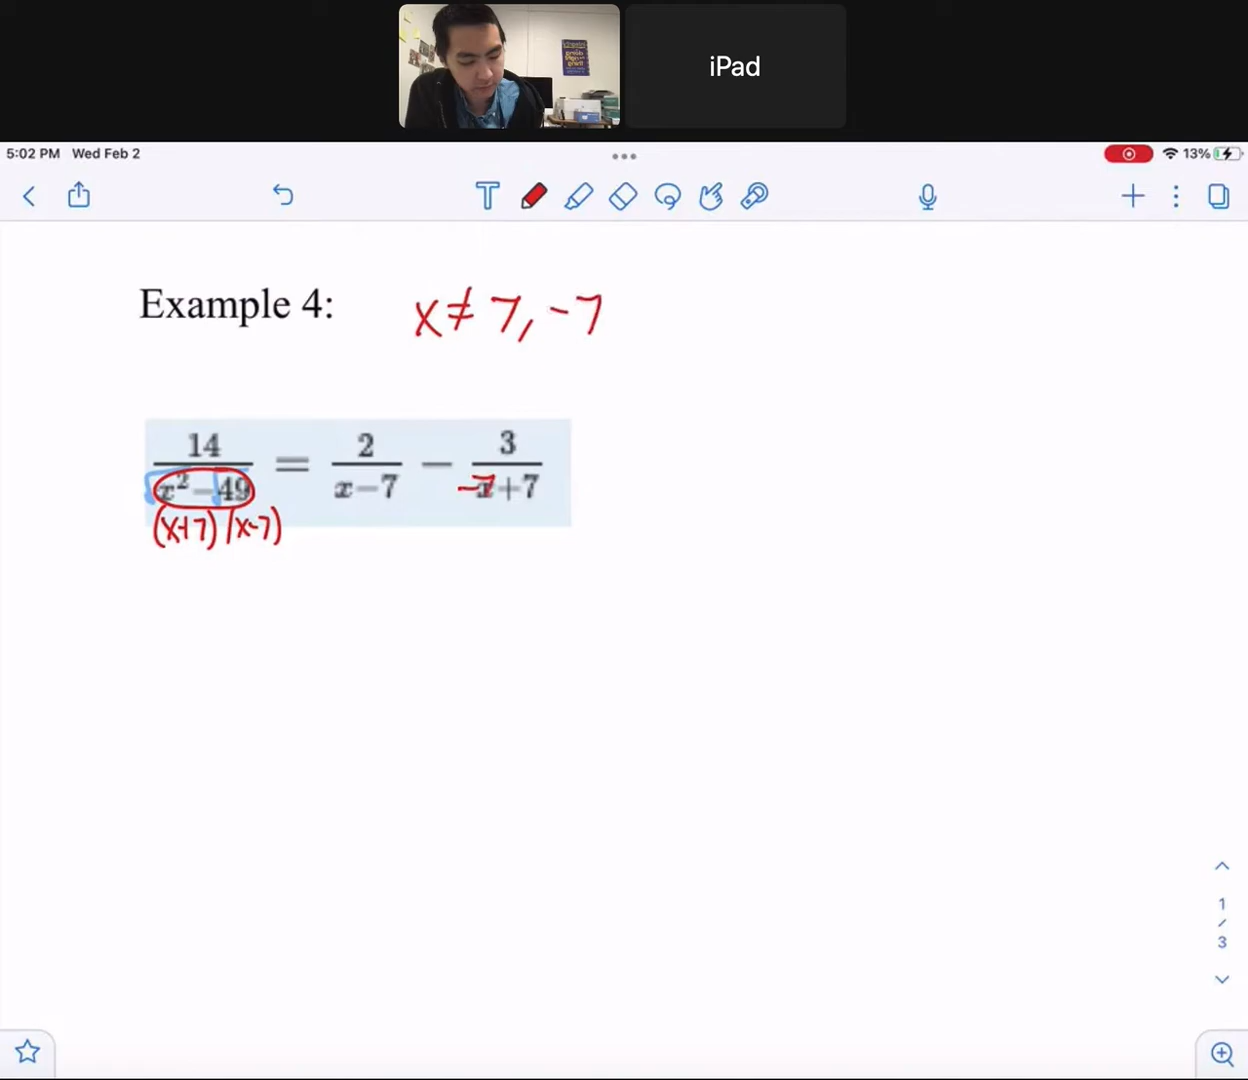 iPad
5:02 PM Wed Feb 2
13%
T
Example 4: x ≠ 7, -7
14/(x² - 49) = 2/(x - 7) - 3/(x + 7)
-7
(x+7)(x-7)
1
/
3